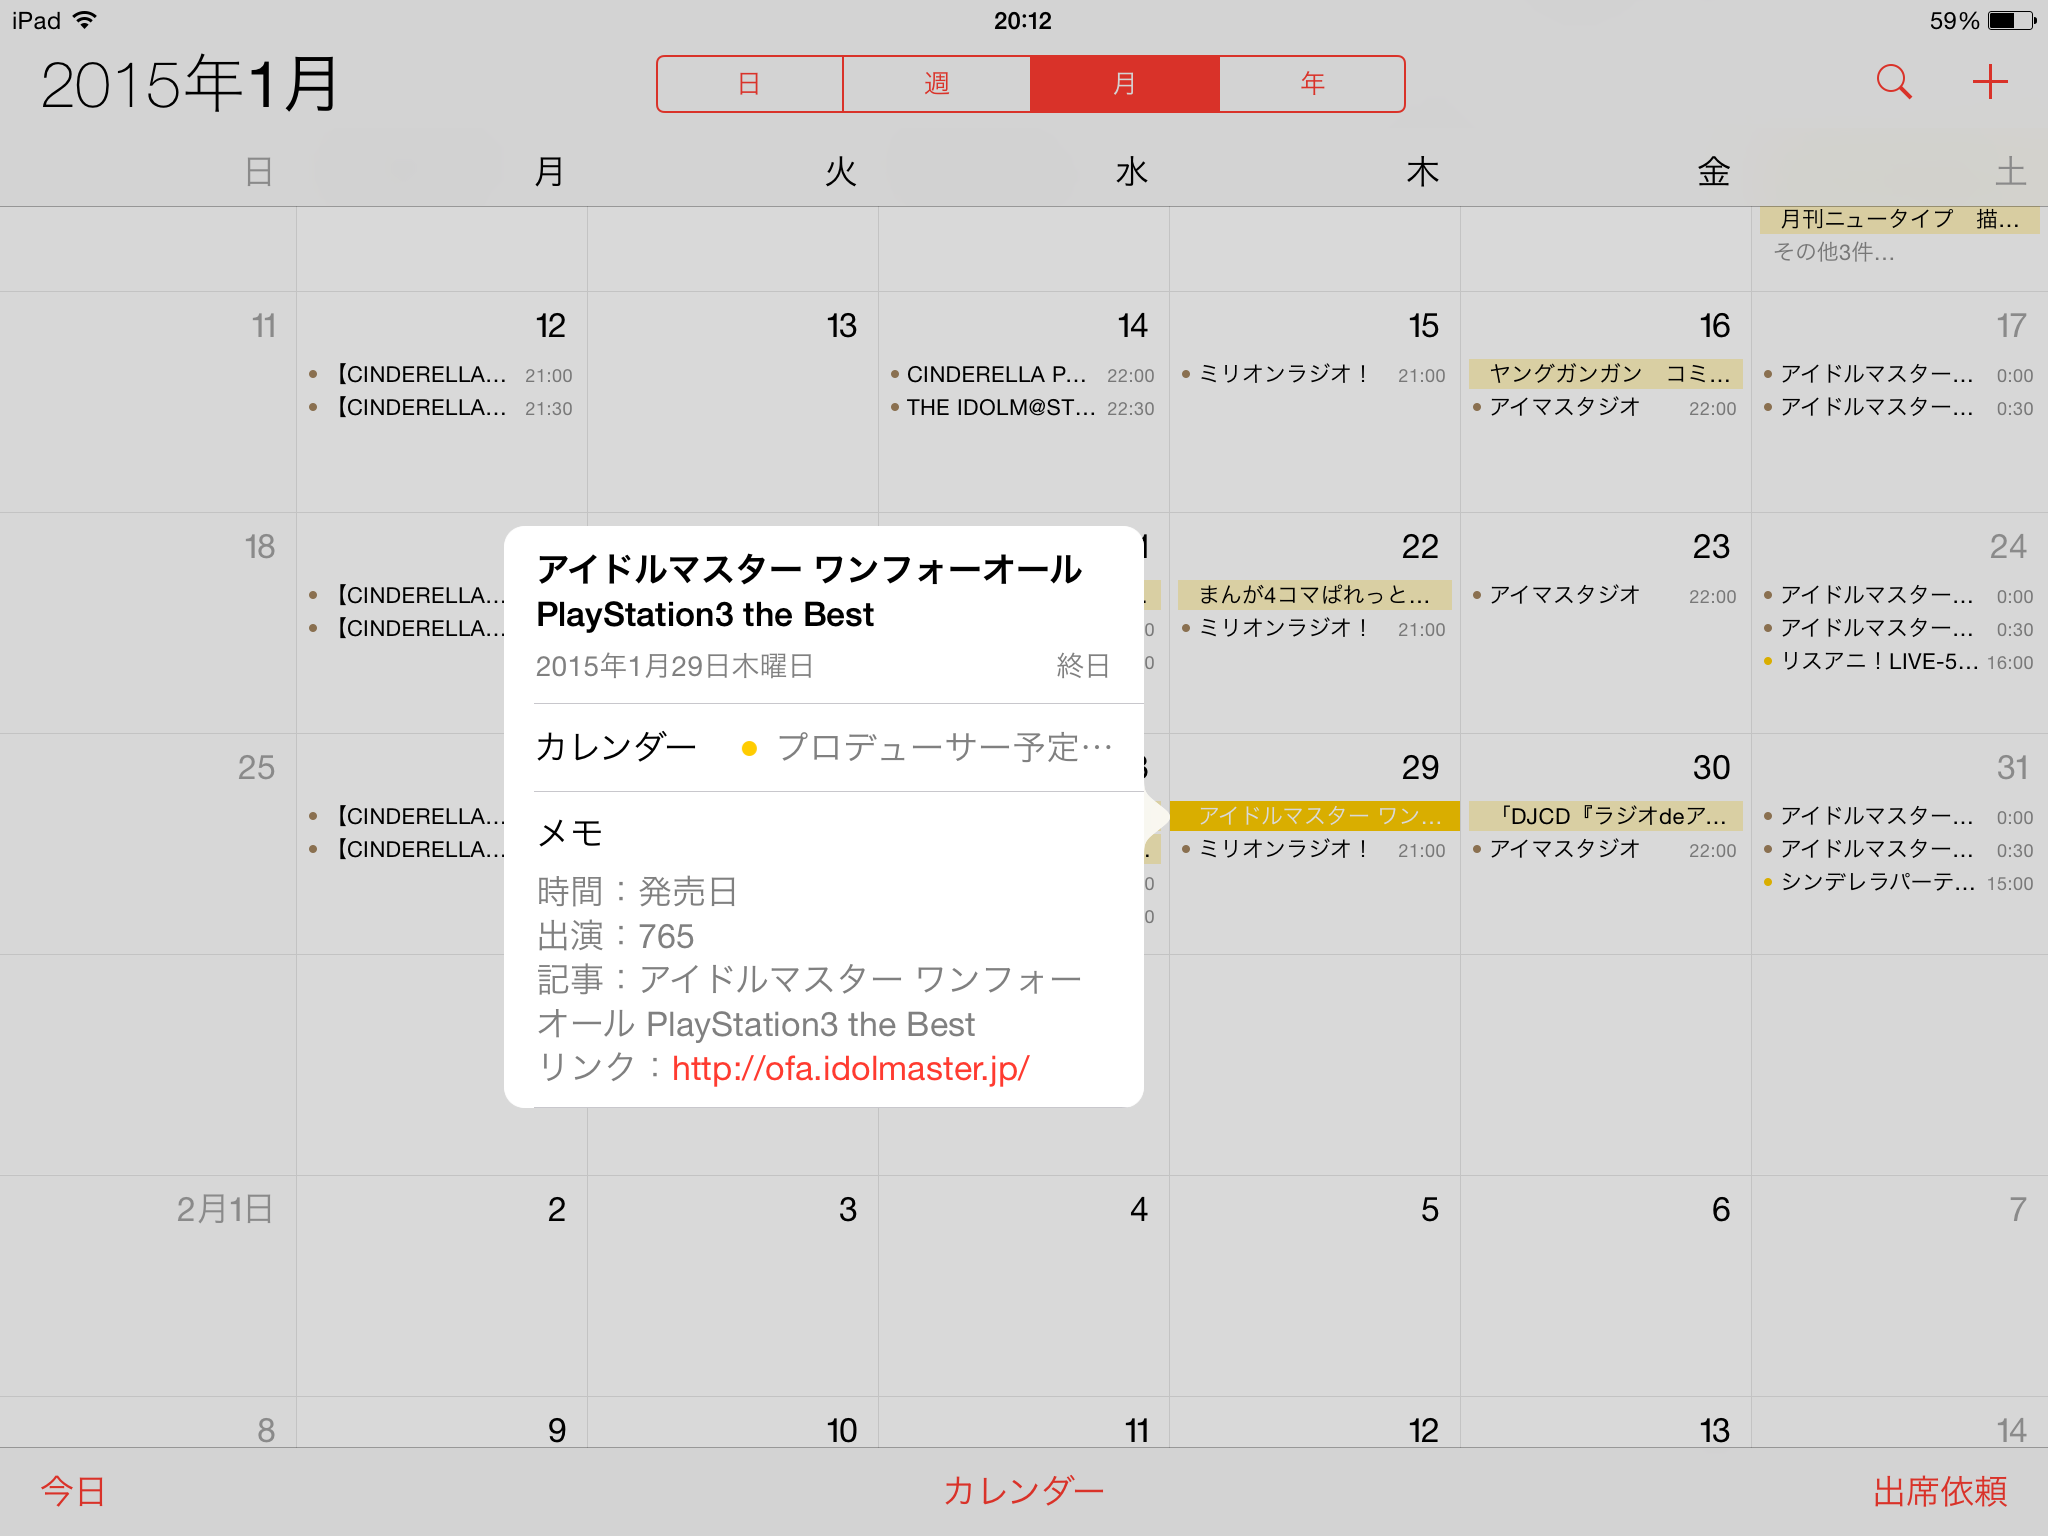 iPad 20:12 59%
2015年1月
日 週 月 年
日 月 火 水 木 金 土
月刊ニュータイプ　描…
その他3件…
11 12 13 14 15 16 17
【CINDERELLA… 21:00 CINDERELLA P… 22:00 ミリオンラジオ！ 21:00 ヤングガンガン　コミ… アイドルマスター… 0:00
【CINDERELLA… 21:30 THE IDOLM@ST… 22:30 アイマスタジオ 22:00 アイドルマスター… 0:30
18 22 23 24
【CINDERELLA… まんが4コマぱれっと… アイマスタジオ 22:00 アイドルマスター… 0:00
【CINDERELLA… ミリオンラジオ！ 21:00 アイドルマスター… 0:30
リスアニ！LIVE-5… 16:00
25 29 30 31
【CINDERELLA… アイドルマスター ワン… 「DJCD『ラジオdeア… アイドルマスター… 0:00
【CINDERELLA… ミリオンラジオ！ 21:00 アイマスタジオ 22:00 アイドルマスター… 0:30
シンデレラパーテ… 15:00
アイドルマスター ワンフォーオール
PlayStation3 the Best
2015年1月29日木曜日 終日
カレンダー プロデューサー予定…
メモ
時間：発売日
出演：765
記事：アイドルマスター ワンフォー
オール PlayStation3 the Best
リンク：http://ofa.idolmaster.jp/
2月1日 2 3 4 5 6 7
8 9 10 11 12 13 14
今日 カレンダー 出席依頼